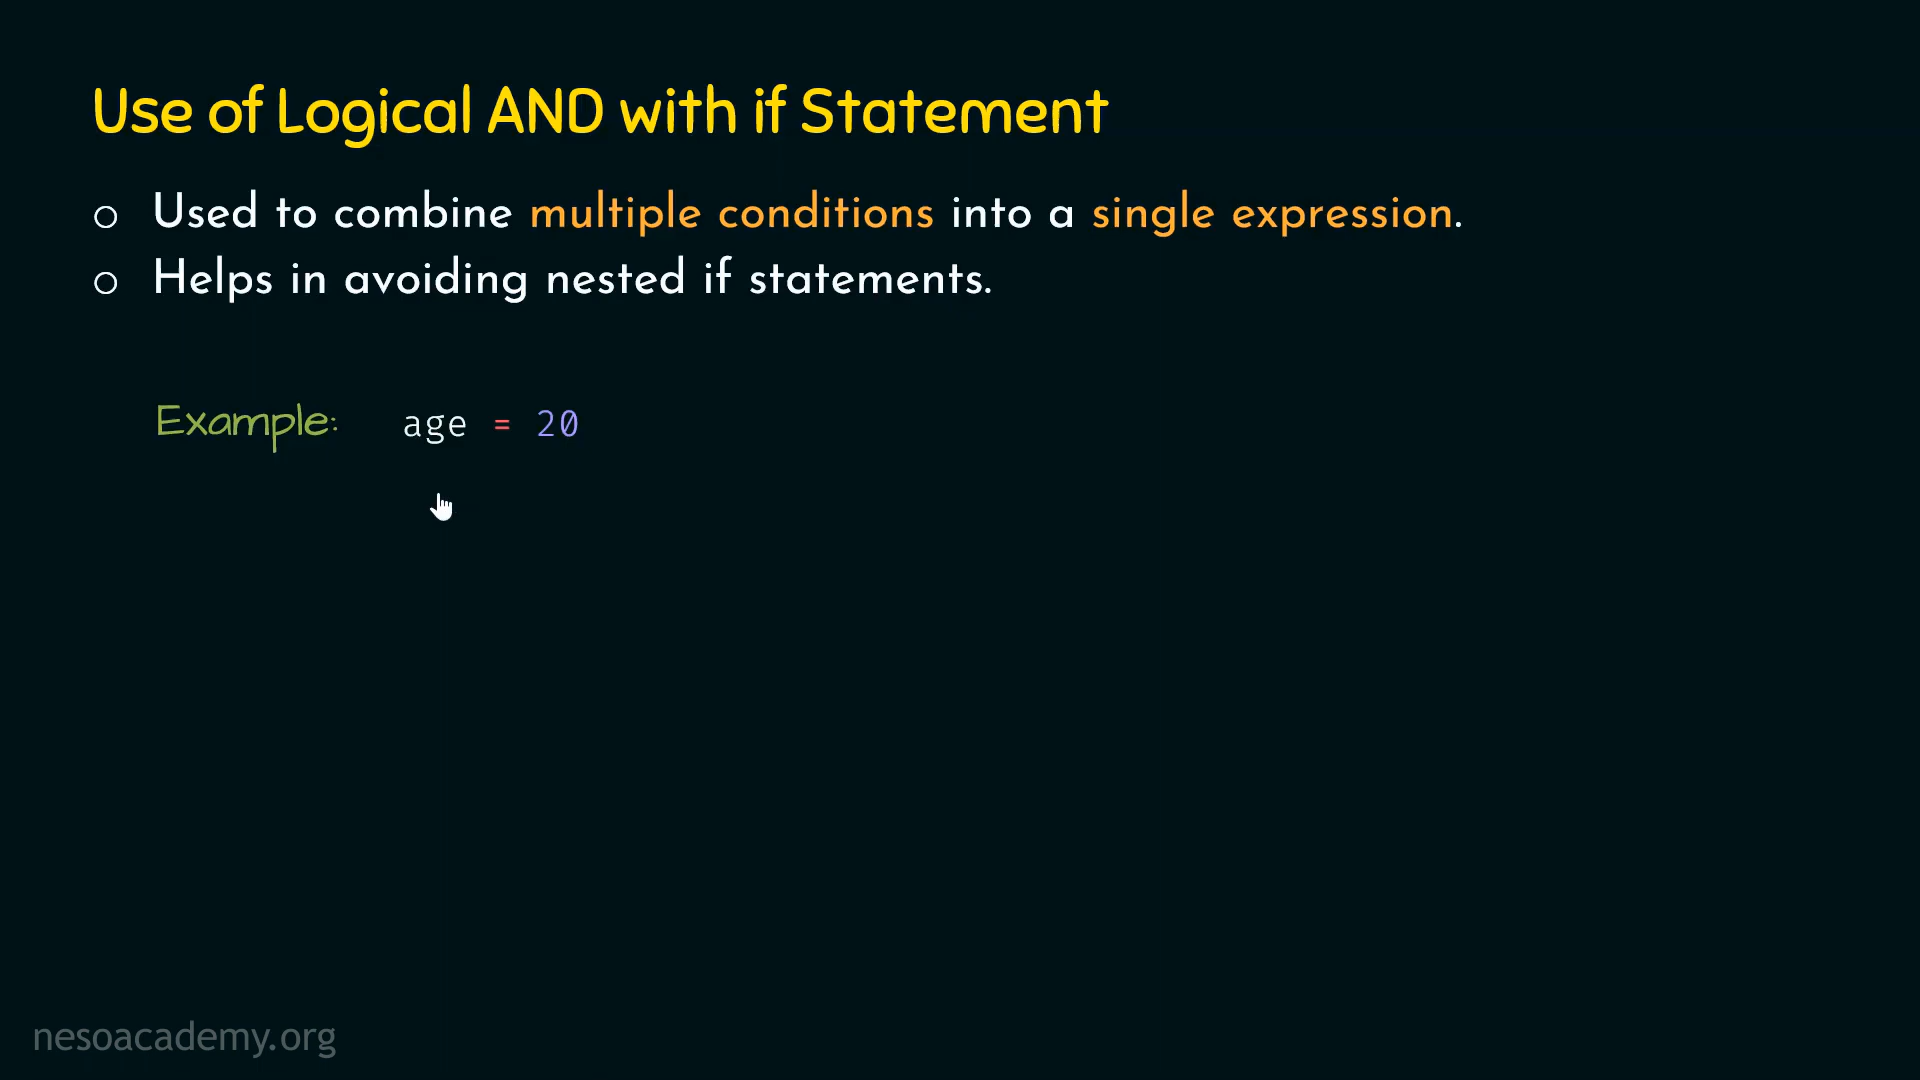 Use of Logical AND with if Statement
○ Used to combine multiple conditions into a single expression.
○ Helps in avoiding nested if statements.
Example: age = 20
nesoacademy.org